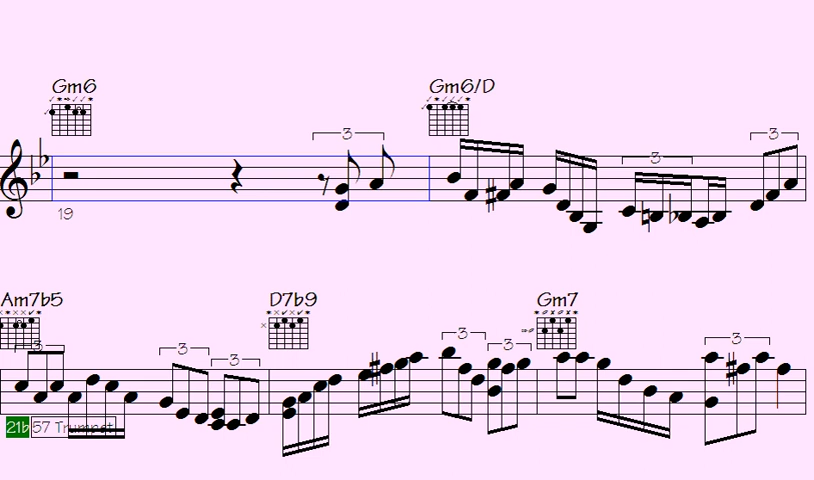 Gm6 Gm6/D
3 3 3
19
Am7b5 D7b9 Gm7
3 3 3 3 3 3
21b 57 Trumpet